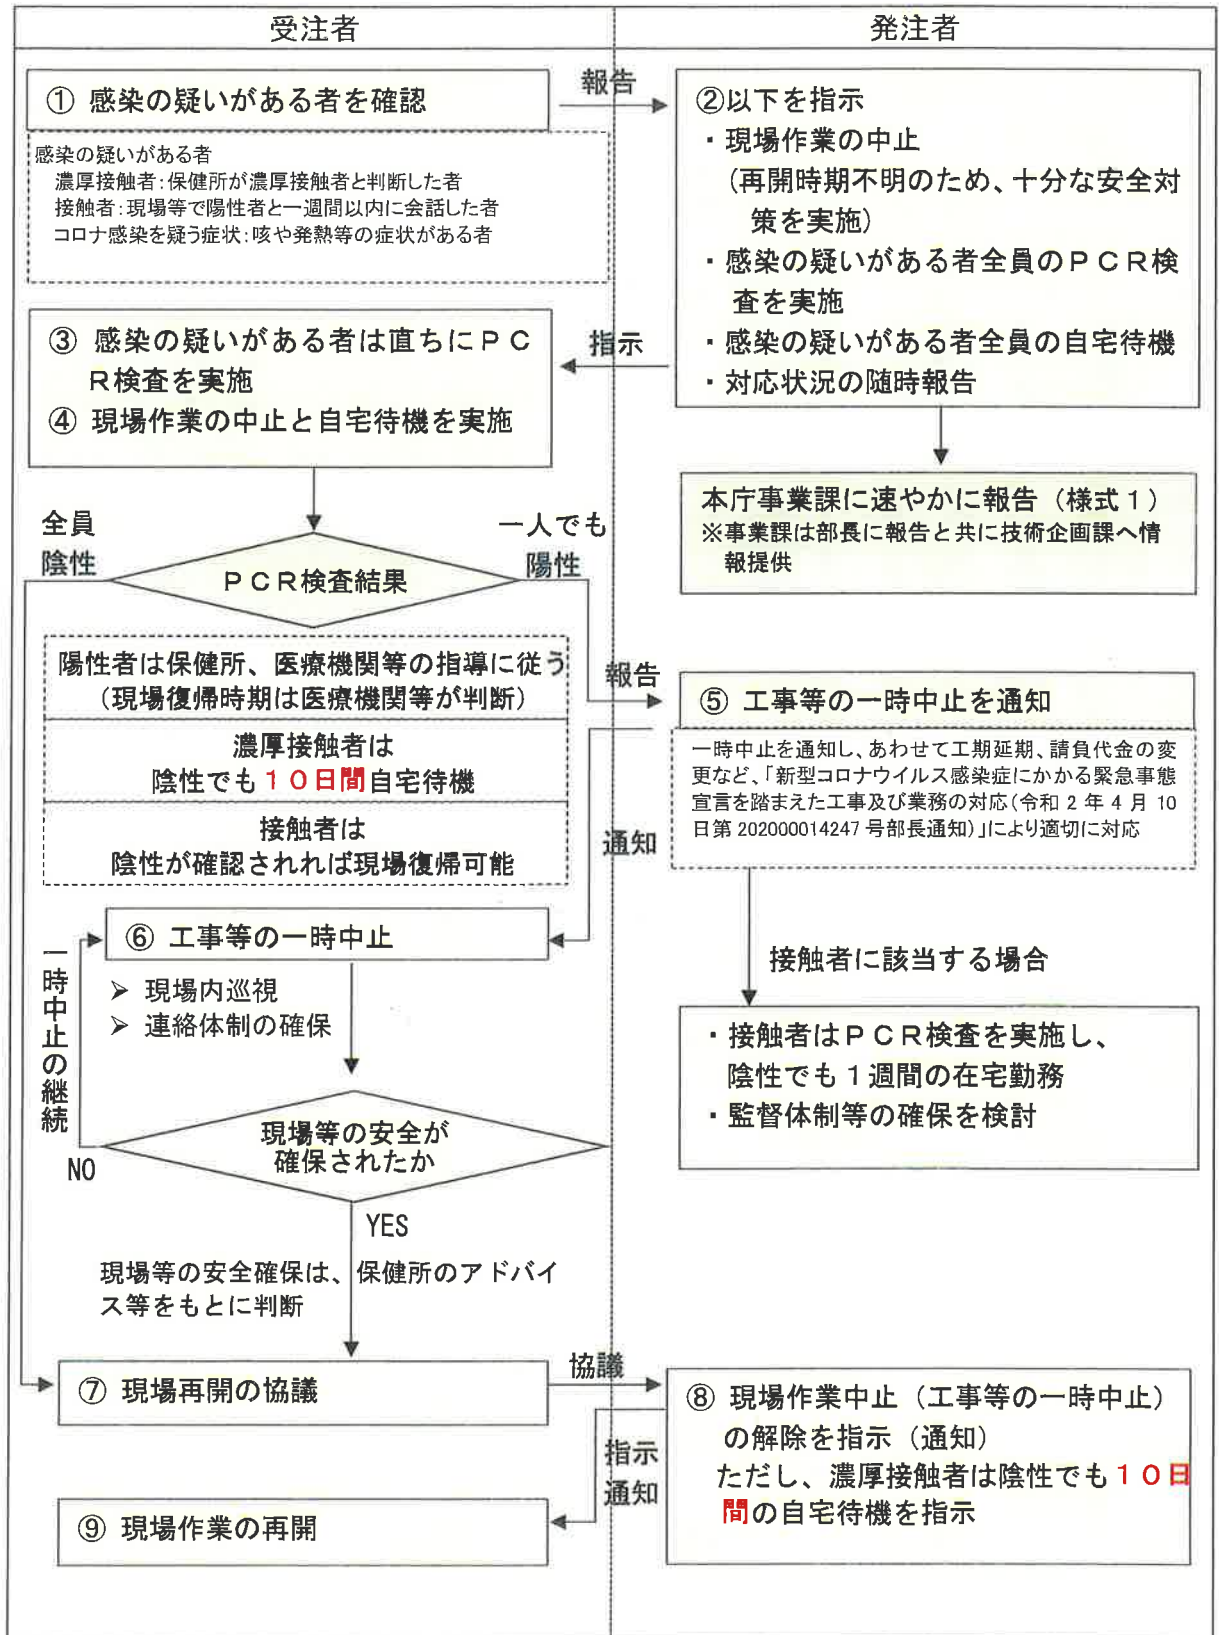 受注者
発注者
① 感染の疑いがある者を確認
報告
感染の疑いがある者
濃厚接触者：保健所が濃厚接触者と判断した者
接触者：現場等で陽性者と一週間以内に会話した者
コロナ感染を疑う症状：咳や発熱等の症状がある者
②以下を指示
・現場作業の中止
（再開時期不明のため、十分な安全対
策を実施）
・感染の疑いがある者全員のＰＣＲ検
査を実施
・感染の疑いがある者全員の自宅待機
・対応状況の随時報告
指示
③ 感染の疑いがある者は直ちにＰＣ
Ｒ検査を実施
④ 現場作業の中止と自宅待機を実施
本庁事業課に速やかに報告（様式１）
※事業課は部長に報告と共に技術企画課へ情
報提供
全員
陰性
一人でも
陽性
ＰＣＲ検査結果
陽性者は保健所、医療機関等の指導に従う
（現場復帰時期は医療機関等が判断）
濃厚接触者は
陰性でも１０日間自宅待機
接触者は
陰性が確認されれば現場復帰可能
報告
⑤ 工事等の一時中止を通知
一時中止を通知し、あわせて工期延期、請負代金の変
更など、「新型コロナウイルス感染症にかかる緊急事態
宣言を踏まえた工事及び業務の対応（令和 2 年 4 月 10
日第 202000014247 号部長通知）」により適切に対応
通知
⑥ 工事等の一時中止
➢ 現場内巡視
➢ 連絡体制の確保
一時中止の継続
接触者に該当する場合
・接触者はＰＣＲ検査を実施し、
陰性でも１週間の在宅勤務
・監督体制等の確保を検討
現場等の安全が
確保されたか
NO
YES
現場等の安全確保は、保健所のアドバイ
ス等をもとに判断
⑦ 現場再開の協議
協議
⑧ 現場作業中止（工事等の一時中止）
の解除を指示（通知）
ただし、濃厚接触者は陰性でも１０日
間の自宅待機を指示
指示
通知
⑨ 現場作業の再開